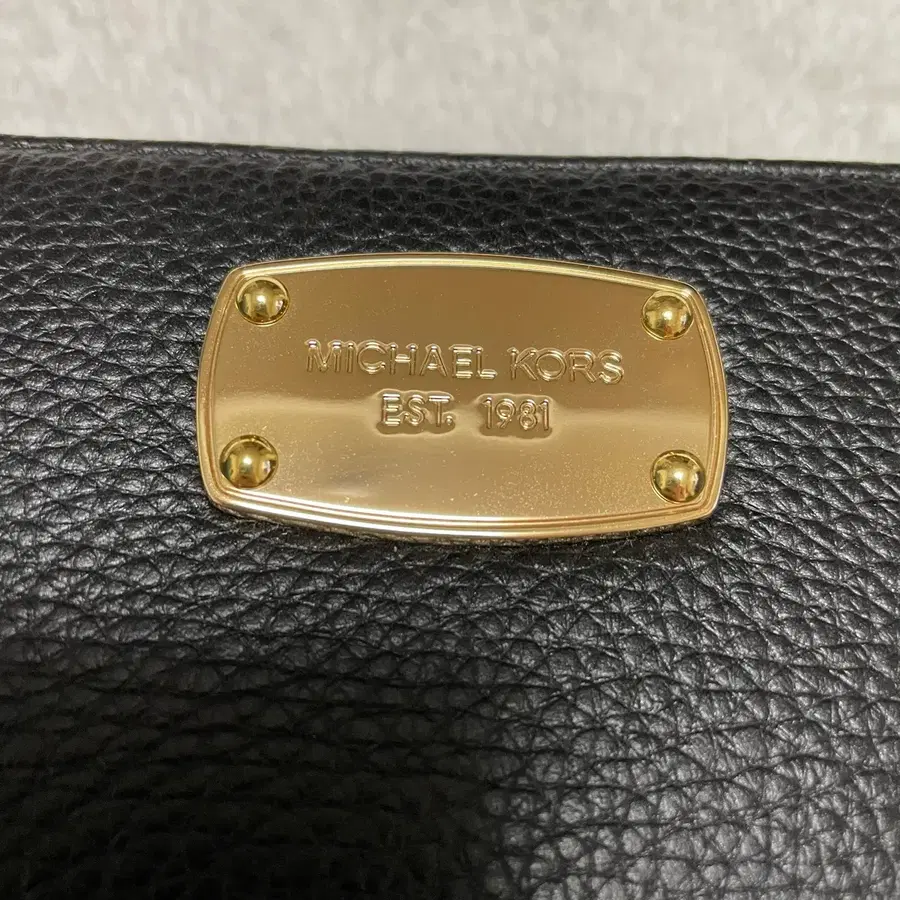 MICHAEL KORS
EST. 1981